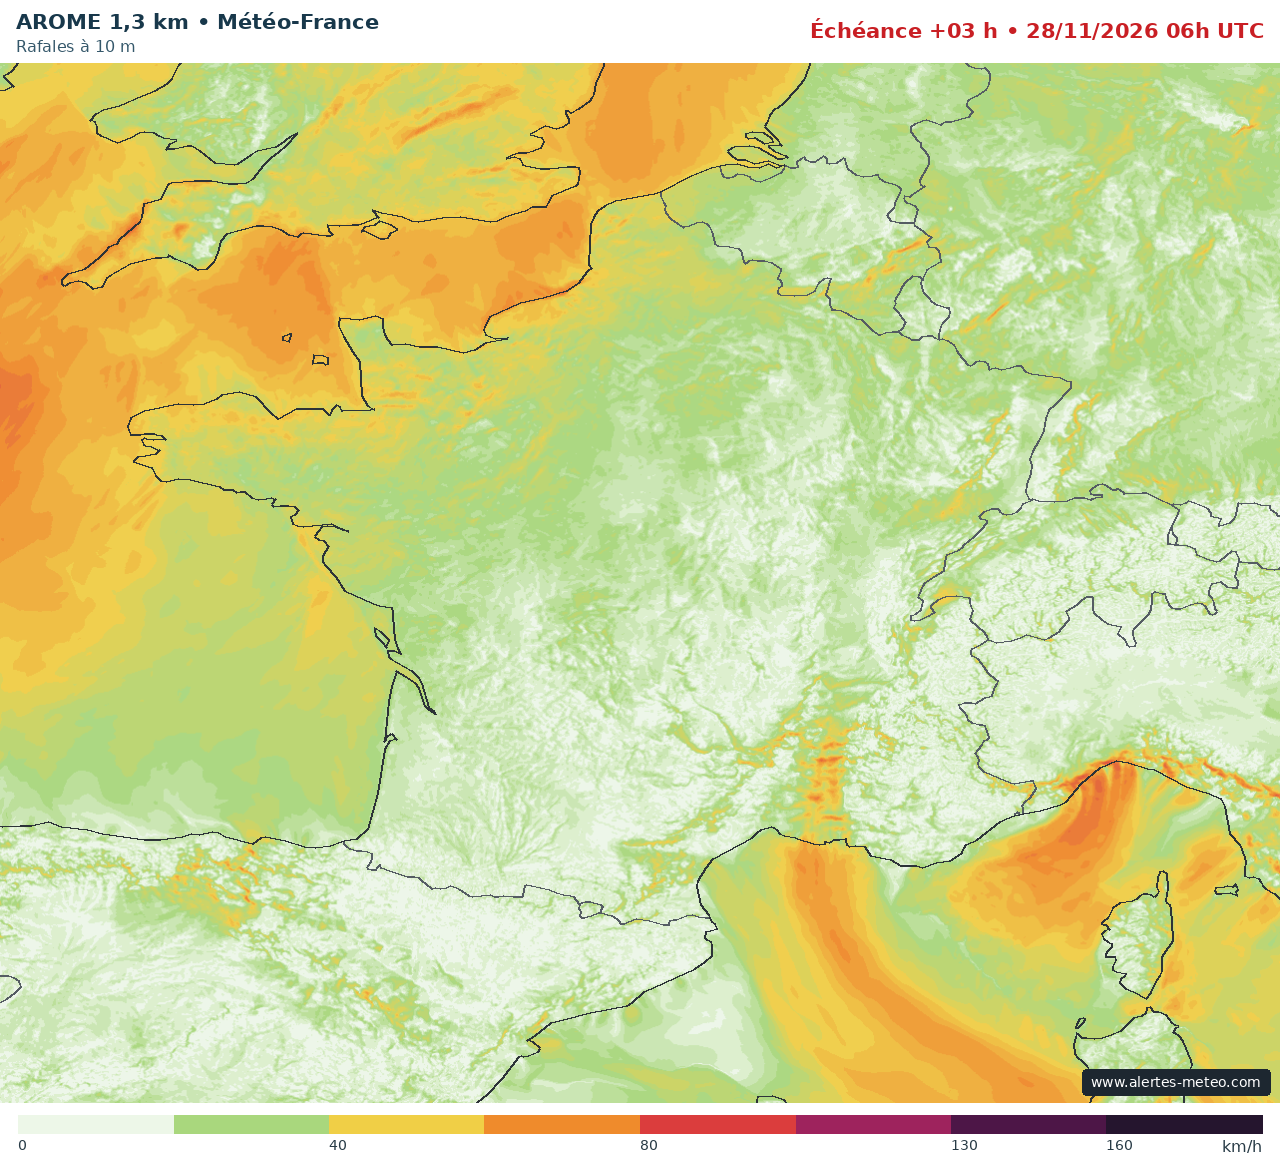 AROME 1,3 km • Météo-France
Rafales à 10 m
Échéance +03 h • 28/11/2026 06h UTC
www.alertes-meteo.com
0 40 80 130 160 km/h